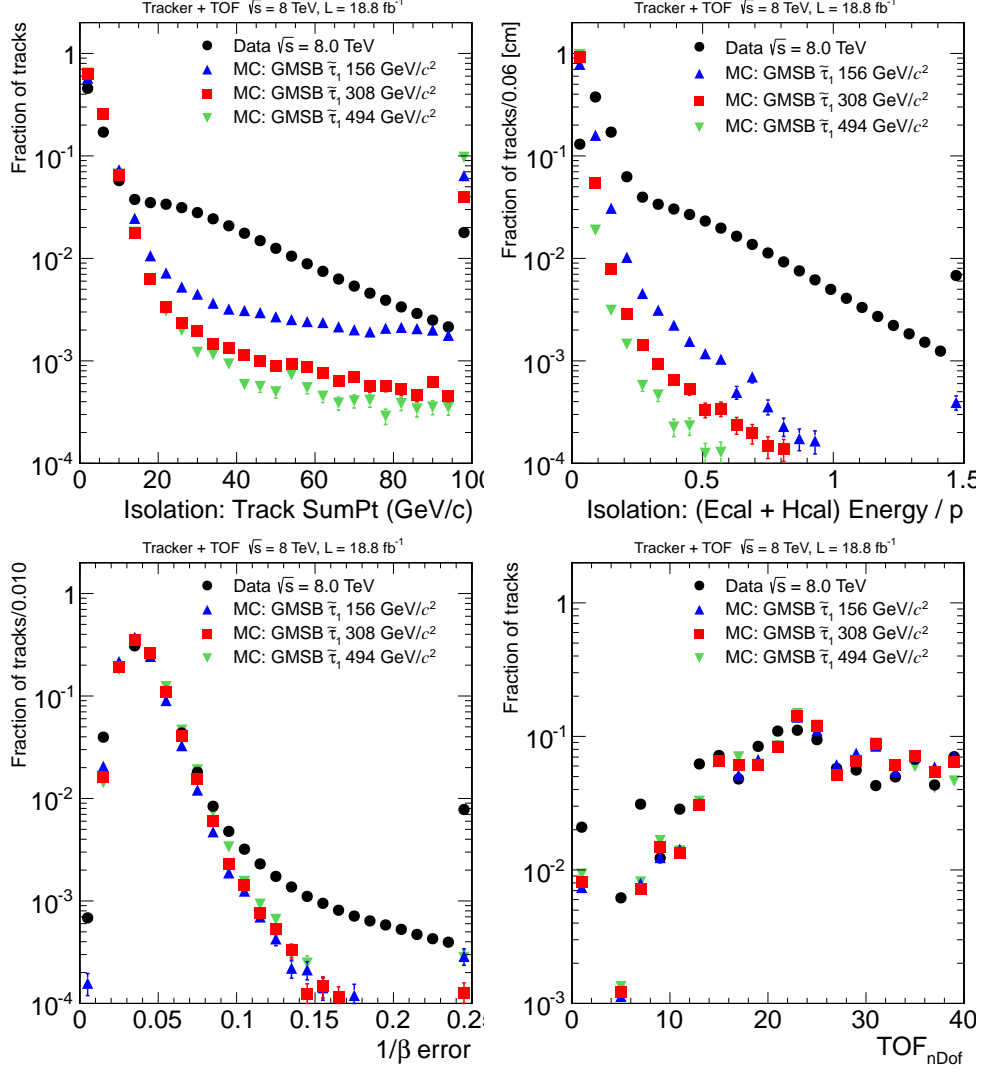 Tracker + TOF √s = 8 TeV, L = 18.8 fb⁻¹
Fraction of tracks
1
10⁻¹
10⁻²
10⁻³
10⁻⁴
Data √s = 8.0 TeV
MC: GMSB τ̃₁ 156 GeV/c²
MC: GMSB τ̃₁ 308 GeV/c²
MC: GMSB τ̃₁ 494 GeV/c²
0 20 40 60 80 100
Isolation: Track SumPt (GeV/c)
Tracker + TOF √s = 8 TeV, L = 18.8 fb⁻¹
Fraction of tracks/0.06 [cm]
1
10⁻¹
10⁻²
10⁻³
10⁻⁴
Data √s = 8.0 TeV
MC: GMSB τ̃₁ 156 GeV/c²
MC: GMSB τ̃₁ 308 GeV/c²
MC: GMSB τ̃₁ 494 GeV/c²
0 0.5 1 1.5
Isolation: (Ecal + Hcal) Energy / p
Tracker + TOF √s = 8 TeV, L = 18.8 fb⁻¹
Fraction of tracks/0.010
1
10⁻¹
10⁻²
10⁻³
10⁻⁴
Data √s = 8.0 TeV
MC: GMSB τ̃₁ 156 GeV/c²
MC: GMSB τ̃₁ 308 GeV/c²
MC: GMSB τ̃₁ 494 GeV/c²
0 0.05 0.1 0.15 0.2 0.25
1/β error
Tracker + TOF √s = 8 TeV, L = 18.8 fb⁻¹
Fraction of tracks
1
10⁻¹
10⁻²
10⁻³
Data √s = 8.0 TeV
MC: GMSB τ̃₁ 156 GeV/c²
MC: GMSB τ̃₁ 308 GeV/c²
MC: GMSB τ̃₁ 494 GeV/c²
0 10 20 30 40
TOF_nDof